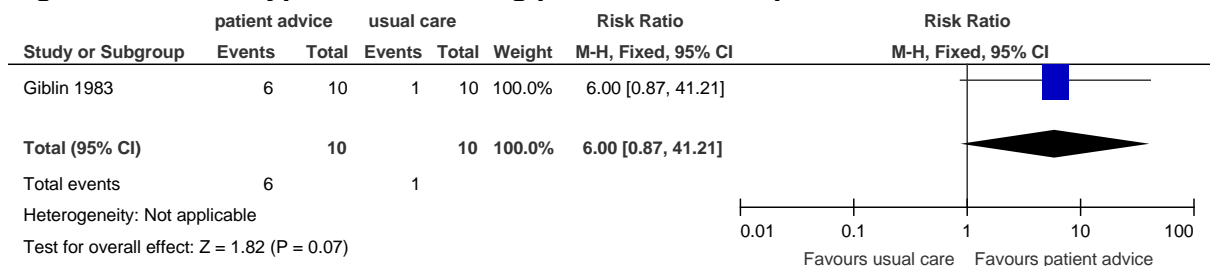 patient advice usual care Risk Ratio Risk Ratio
Study or Subgroup Events Total Events Total Weight M-H, Fixed, 95% CI M-H, Fixed, 95% CI
Giblin 1983 6 10 1 10 100.0% 6.00 [0.87, 41.21]
Total (95% CI) 10 10 100.0% 6.00 [0.87, 41.21]
Total events 6 1
Heterogeneity: Not applicable
Test for overall effect: Z = 1.82 (P = 0.07)
0.01 0.1 1 10 100
Favours usual care Favours patient advice